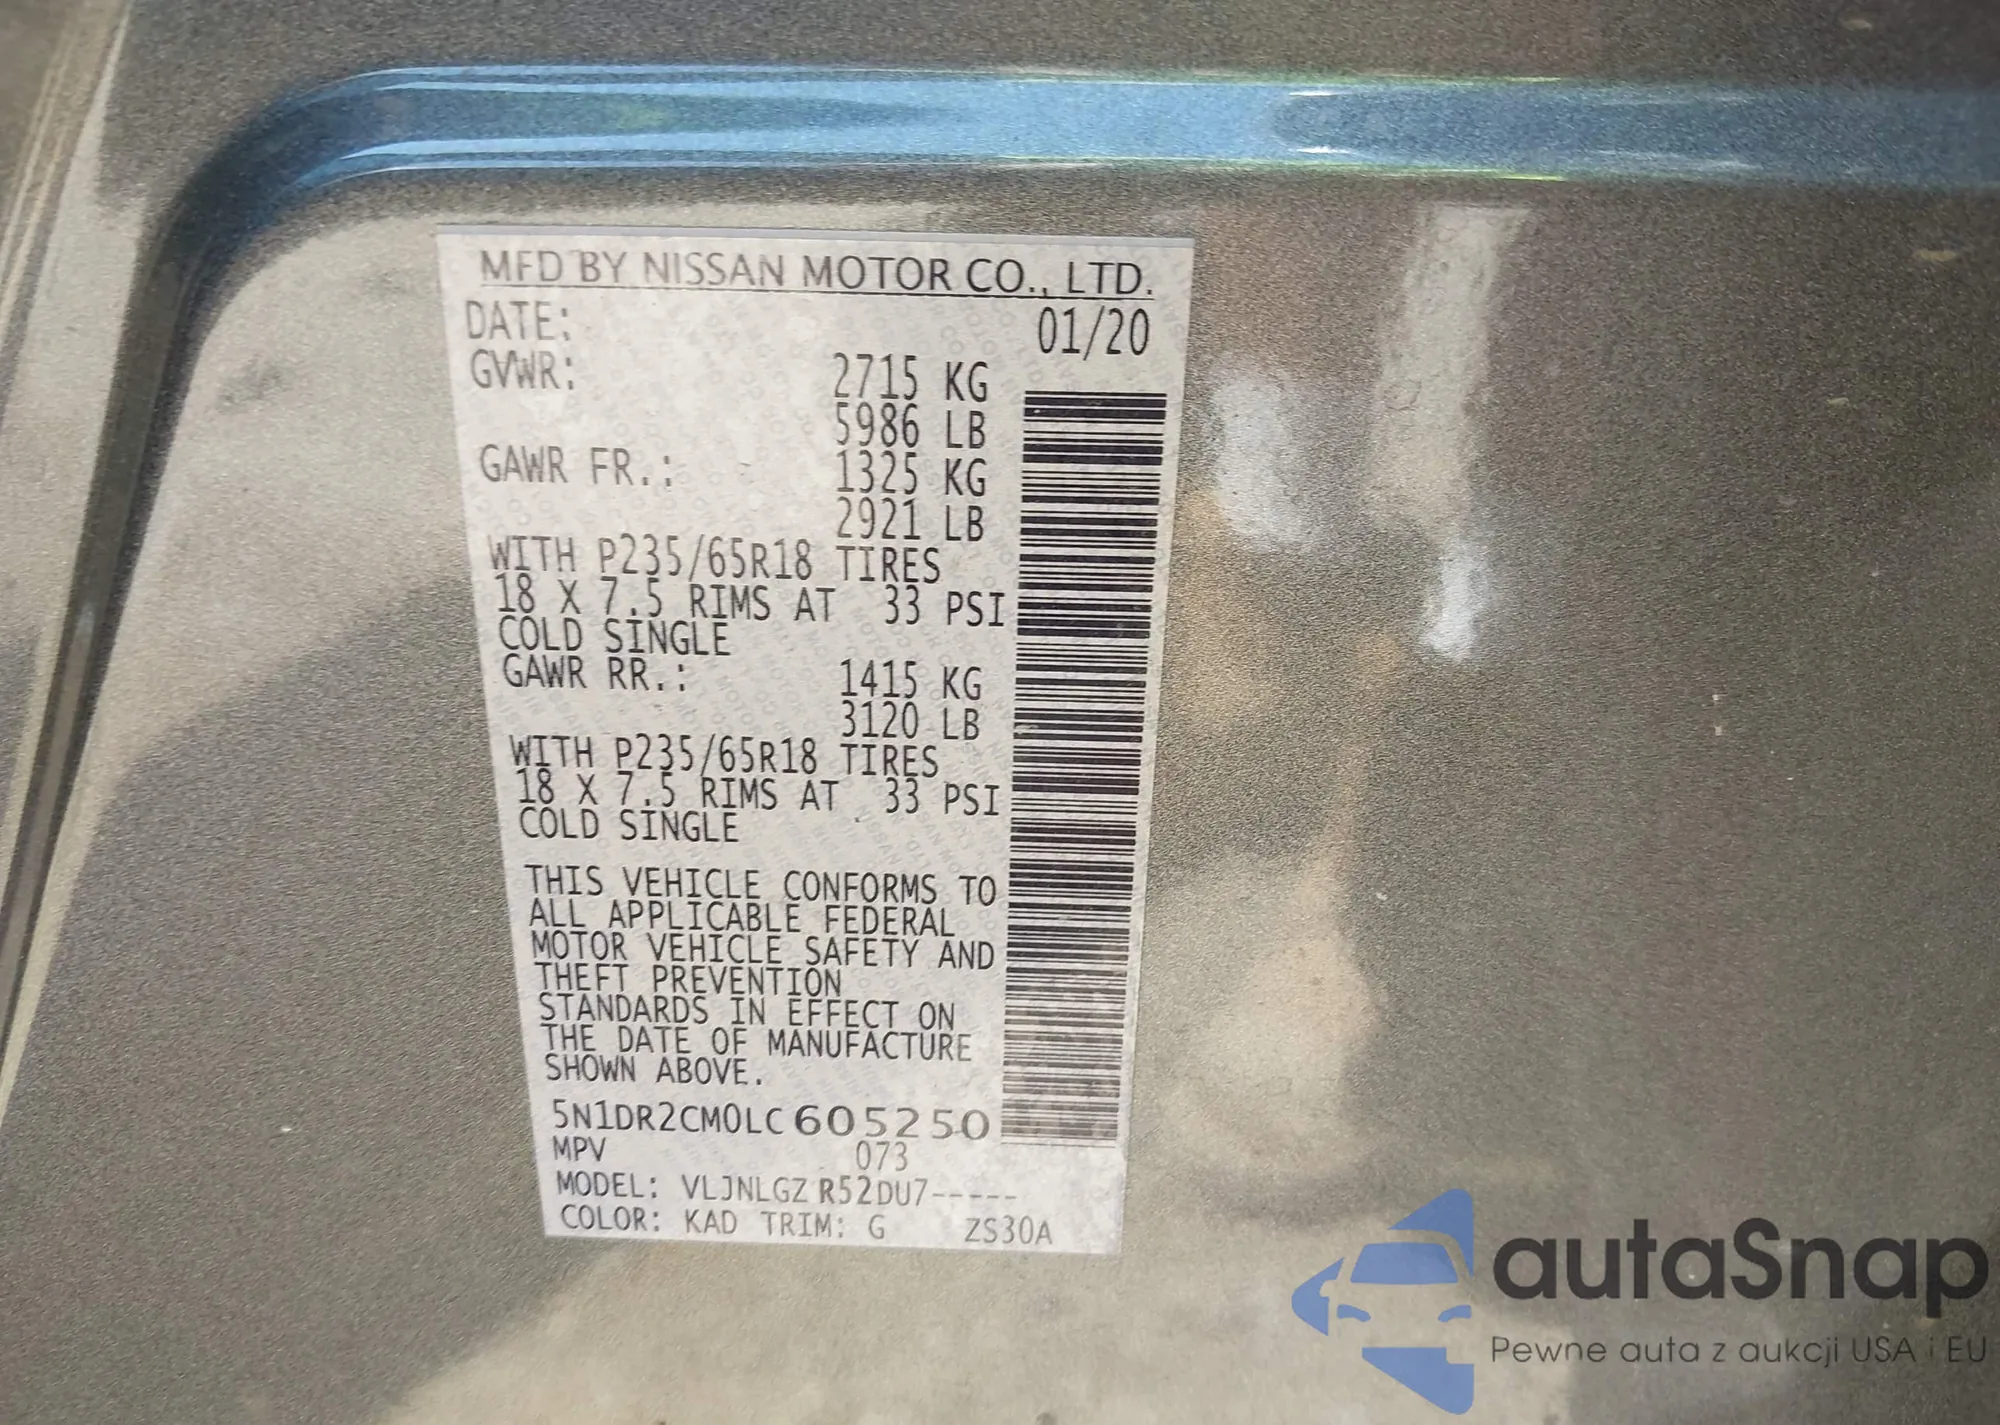 MFD BY NISSAN MOTOR CO., LTD.
DATE: 01/20
GVWR: 2715 KG
5986 LB
GAWR FR.: 1325 KG
2921 LB
WITH P235/65R18 TIRES
18 X 7.5 RIMS AT 33 PSI
COLD SINGLE
GAWR RR.: 1415 KG
3120 LB
WITH P235/65R18 TIRES
18 X 7.5 RIMS AT 33 PSI
COLD SINGLE
THIS VEHICLE CONFORMS TO
ALL APPLICABLE FEDERAL
MOTOR VEHICLE SAFETY AND
THEFT PREVENTION
STANDARDS IN EFFECT ON
THE DATE OF MANUFACTURE
SHOWN ABOVE.
5N1DR2CM0LC605250
MPV 073
MODEL: VLJNLGZ R52DU7-----
COLOR: KAD TRIM: G ZS30A
autaSnap
Pewne auta z aukcji USA i EU